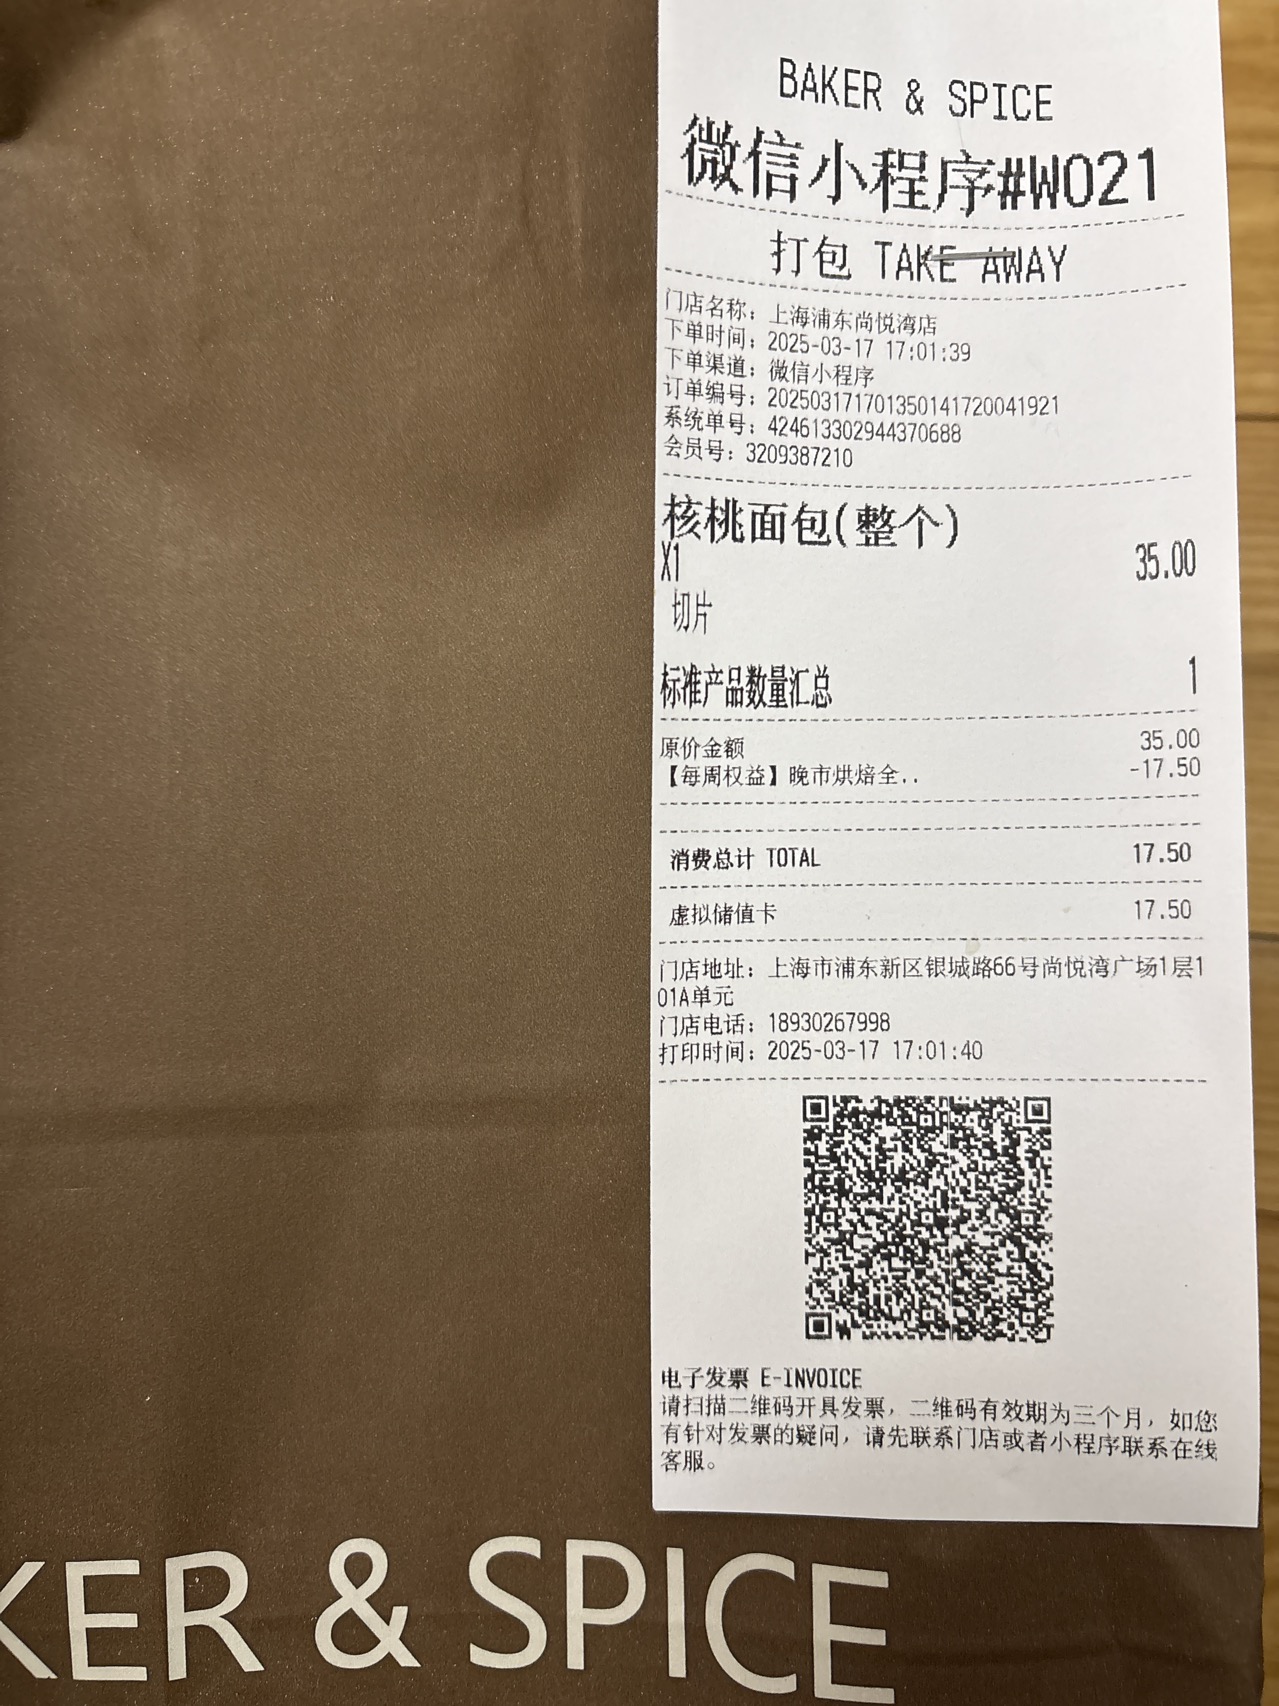 BAKER & SPICE
微信小程序#W021
打包 TAKE AWAY
门店名称: 上海浦东尚悦湾店
下单时间: 2025-03-17 17:01:39
下单渠道: 微信小程序
订单编号: 202503171701350141720041921
系统单号: 424613302944370688
会员号: 3209387210
核桃面包(整个)
X1 35.00
切片
标准产品数量汇总 1
原价金额 35.00
【每周权益】晚市烘焙全.. -17.50
消费总计 TOTAL 17.50
虚拟储值卡 17.50
门店地址: 上海市浦东新区银城路66号尚悦湾广场1层1
01A单元
门店电话: 18930267998
打印时间: 2025-03-17 17:01:40
电子发票 E-INVOICE
请扫描二维码开具发票，二维码有效期为三个月，如您
有针对发票的疑问，请先联系门店或者小程序联系在线
客服。
KER & SPICE